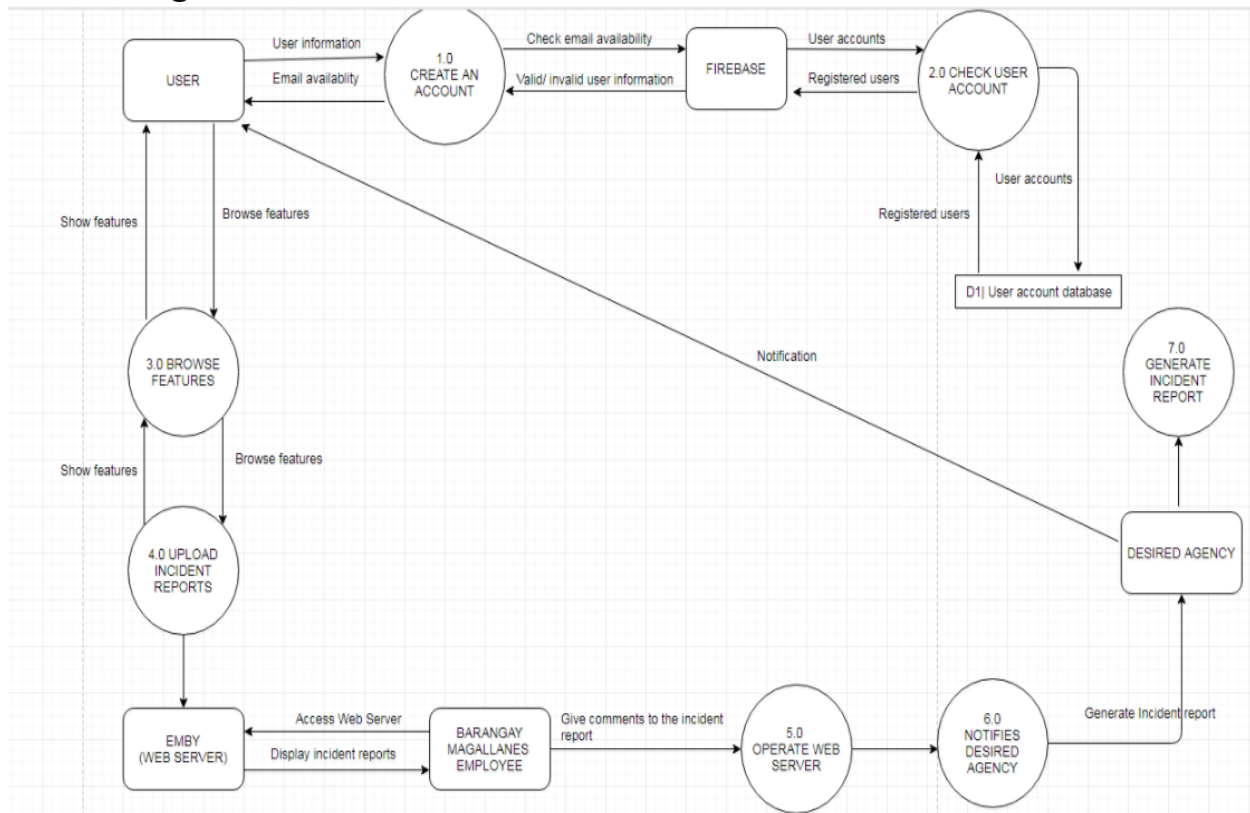 USER
User information
Email availablity
1.0
CREATE AN
ACCOUNT
Check email availability
Valid/ invalid user information
FIREBASE
User accounts
Registered users
2.0 CHECK USER
ACCOUNT
User accounts
Registered users
D1| User account database
Show features
Browse features
3.0 BROWSE
FEATURES
Notification
7.0
GENERATE
INCIDENT
REPORT
Show features
Browse features
4.0 UPLOAD
INCIDENT
REPORTS
DESIRED AGENCY
EMBY
(WEB SERVER)
Access Web Server
Display incident reports
BARANGAY
MAGALLANES
EMPLOYEE
Give comments to the incident
report
5.0
OPERATE WEB
SERVER
6.0
NOTIFIES
DESIRED
AGENCY
Generate Incident report